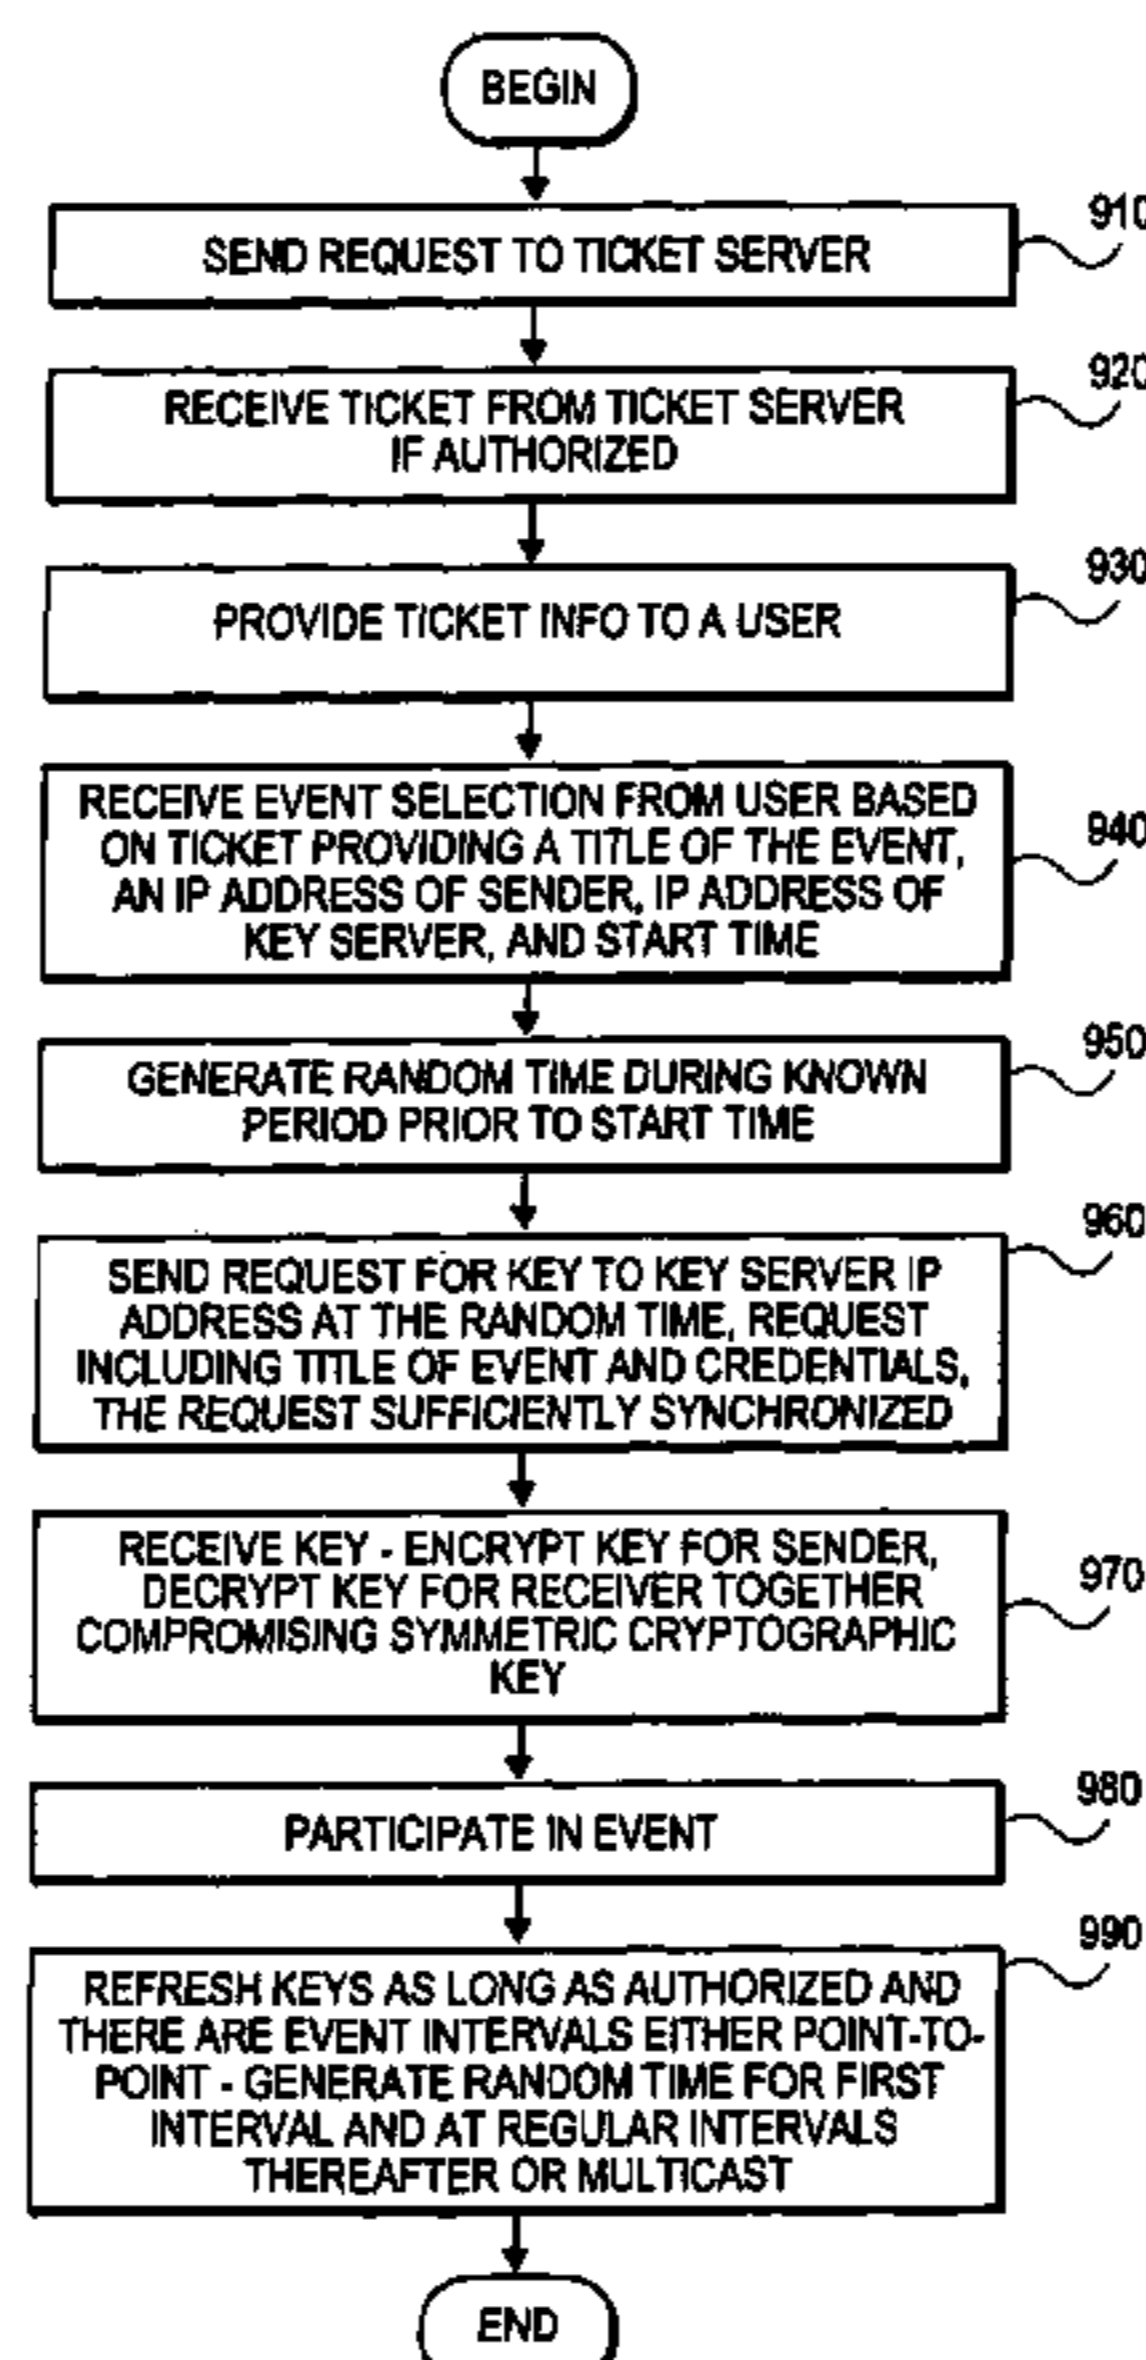 BEGIN
SEND REQUEST TO TICKET SERVER
910
RECEIVE TICKET FROM TICKET SERVER
IF AUTHORIZED
920
PROVIDE TICKET INFO TO A USER
930
RECEIVE EVENT SELECTION FROM USER BASED
ON TICKET PROVIDING A TITLE OF THE EVENT,
AN IP ADDRESS OF SENDER, IP ADDRESS OF
KEY SERVER, AND START TIME
940
GENERATE RANDOM TIME DURING KNOWN
PERIOD PRIOR TO START TIME
950
SEND REQUEST FOR KEY TO KEY SERVER IP
ADDRESS AT THE RANDOM TIME, REQUEST
INCLUDING TITLE OF EVENT AND CREDENTIALS,
THE REQUEST SUFFICIENTLY SYNCHRONIZED
960
RECEIVE KEY - ENCRYPT KEY FOR SENDER,
DECRYPT KEY FOR RECEIVER TOGETHER
COMPROMISING SYMMETRIC CRYPTOGRAPHIC
KEY
970
PARTICIPATE IN EVENT
980
REFRESH KEYS AS LONG AS AUTHORIZED AND
THERE ARE EVENT INTERVALS EITHER POINT-TO-
POINT - GENERATE RANDOM TIME FOR FIRST
INTERVAL AND AT REGULAR INTERVALS
THEREAFTER OR MULTICAST
990
END